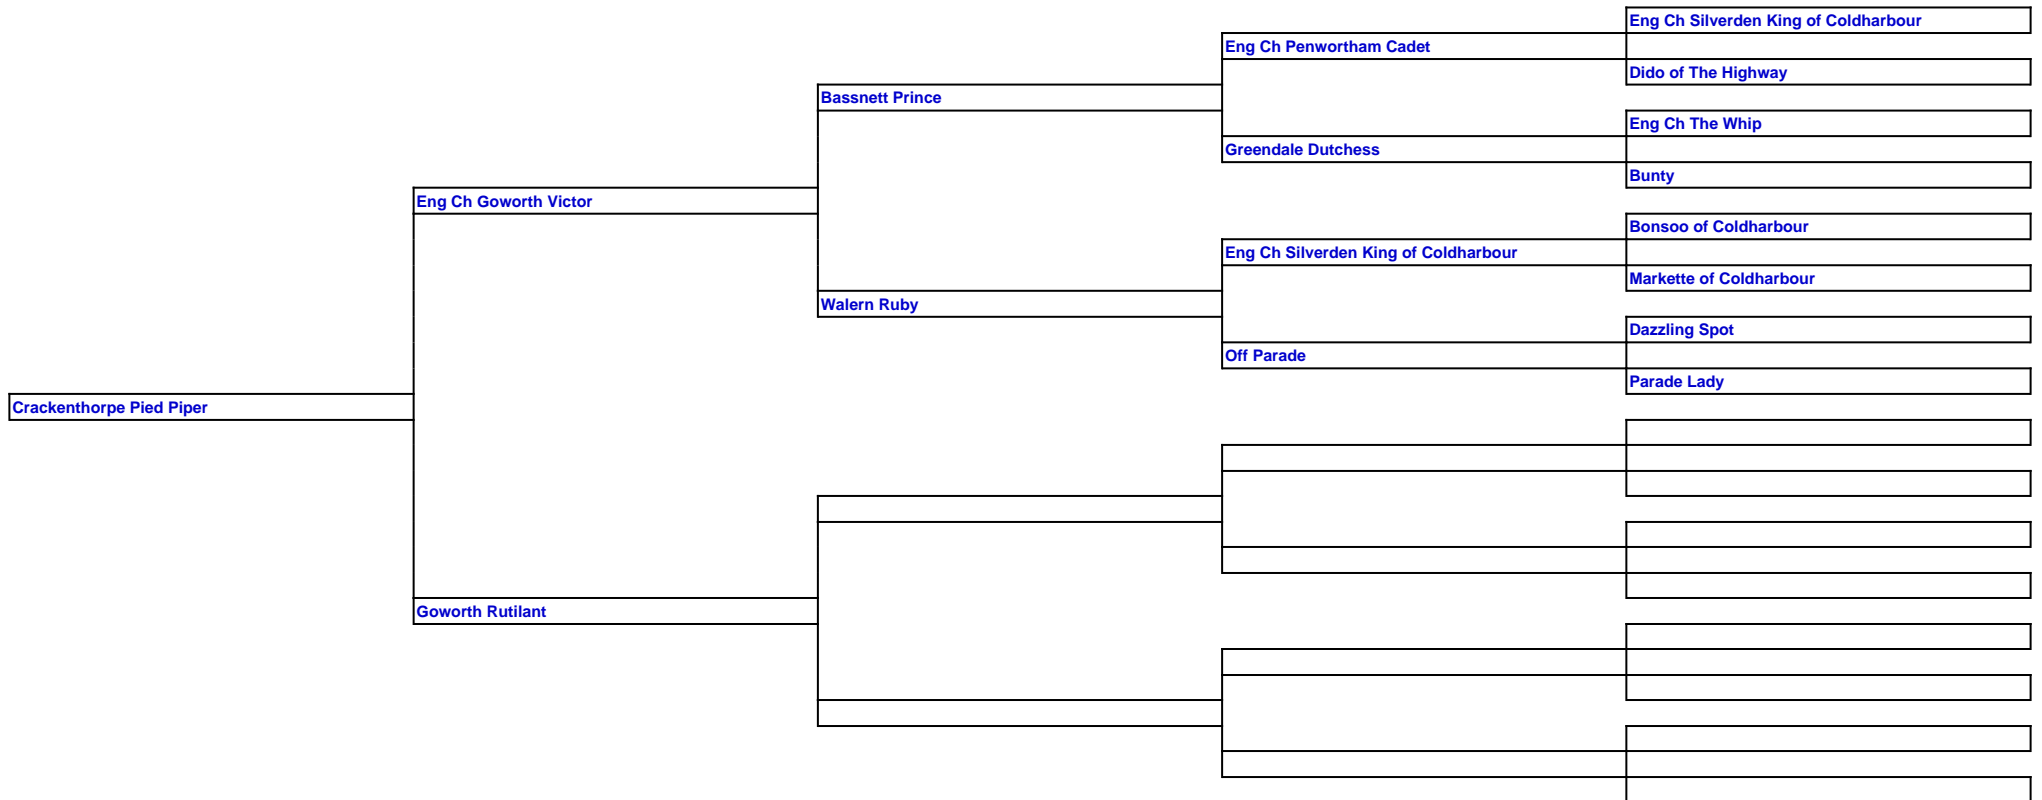 Eng Ch Silverden King of Coldharbour
Eng Ch Penwortham Cadet
Dido of The Highway
Bassnett Prince
Eng Ch The Whip
Greendale Dutchess
Bunty
Eng Ch Goworth Victor
Bonsoo of Coldharbour
Eng Ch Silverden King of Coldharbour
Markette of Coldharbour
Walern Ruby
Dazzling Spot
Off Parade
Parade Lady
Crackenthorpe Pied Piper
Goworth Rutilant